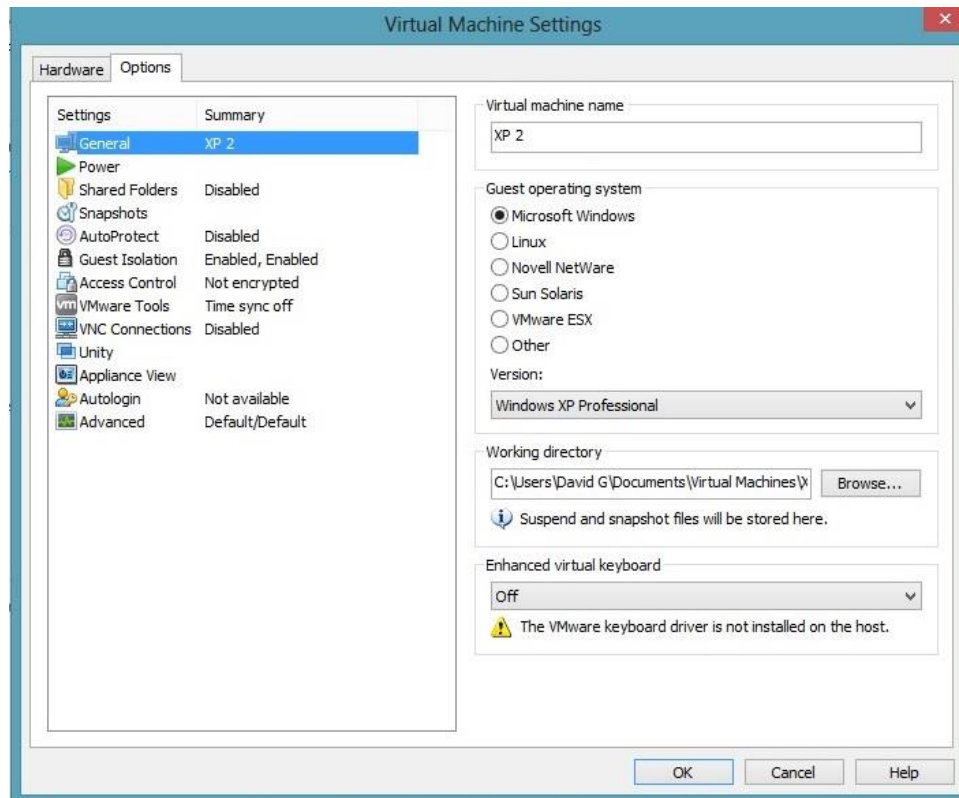 Virtual Machine Settings
Hardware
Options
Settings Summary
General XP 2
Power
Shared Folders Disabled
Snapshots
AutoProtect Disabled
Guest Isolation Enabled, Enabled
Access Control Not encrypted
VMware Tools Time sync off
VNC Connections Disabled
Unity
Appliance View
Autologin Not available
Advanced Default/Default
Virtual machine name
XP 2
Guest operating system
Microsoft Windows
Linux
Novell NetWare
Sun Solaris
VMware ESX
Other
Version:
Windows XP Professional
Working directory
C:\Users\David G\Documents\Virtual Machines\X
Browse...
Suspend and snapshot files will be stored here.
Enhanced virtual keyboard
Off
The VMware keyboard driver is not installed on the host.
OK
Cancel
Help